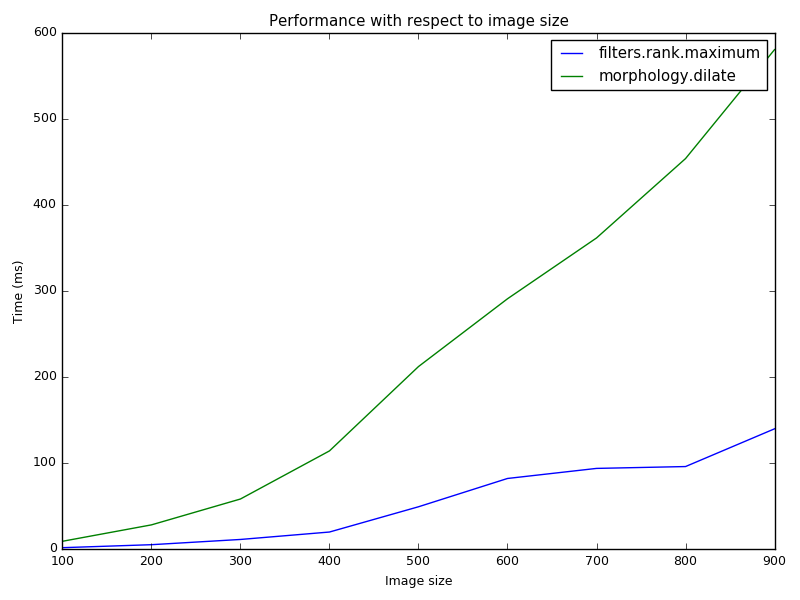 Performance with respect to image size
filters.rank.maximum
morphology.dilate
600
500
400
300
200
100
0
Time (ms)
100 200 300 400 500 600 700 800 900
Image size